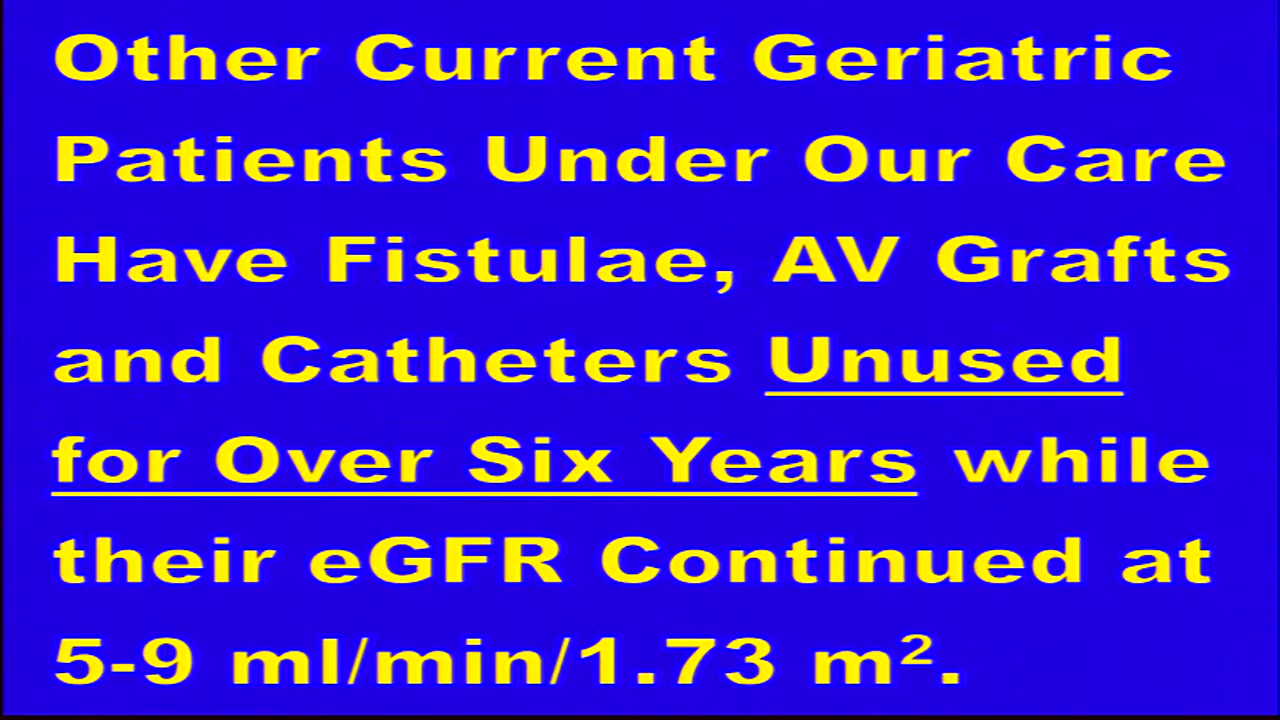 Other Current Geriatric
Patients Under Our Care
Have Fistulae, AV Grafts
and Catheters Unused
for Over Six Years while
their eGFR Continued at
5-9 ml/min/1.73 m².